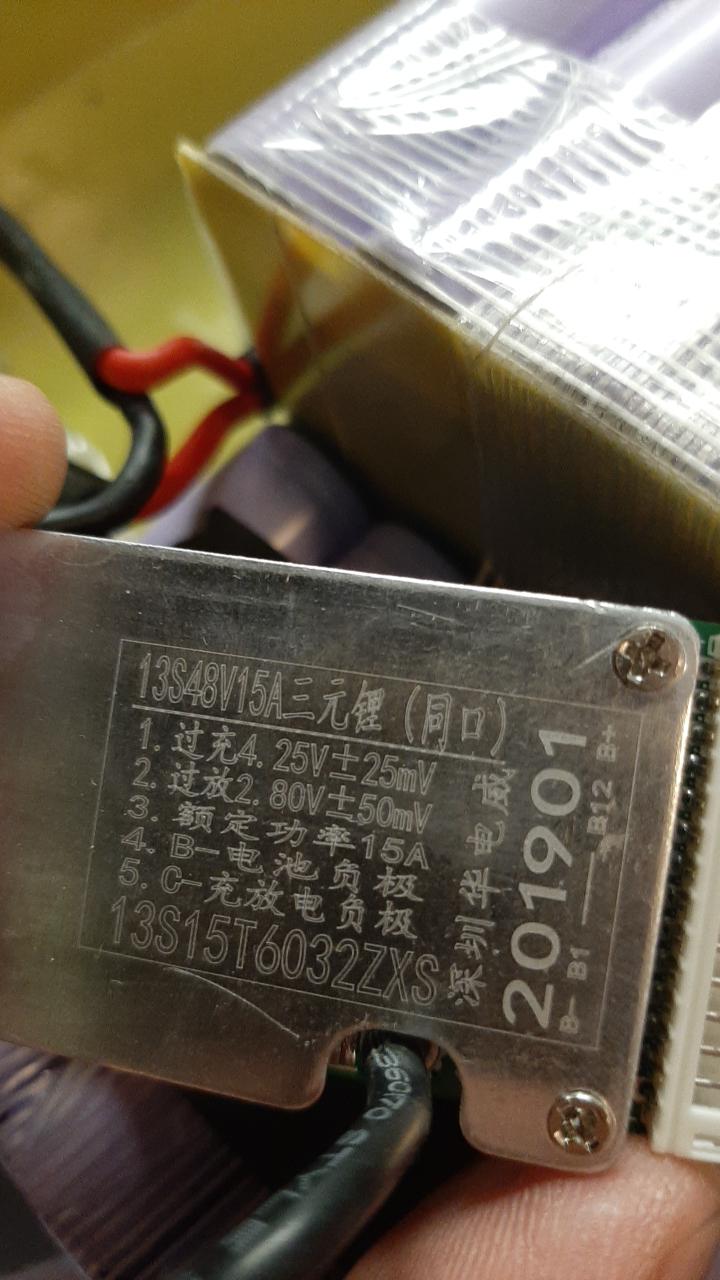 13S48V15A三元锂(同口)
1. 过充4.25V±25mV
2. 过放2.80V±50mV
3. 额定功率15A
4. B-电池负极
5. C-充放电负极
13S15T6032ZXS
深圳华电威
201901
B- B1 — B12 B+